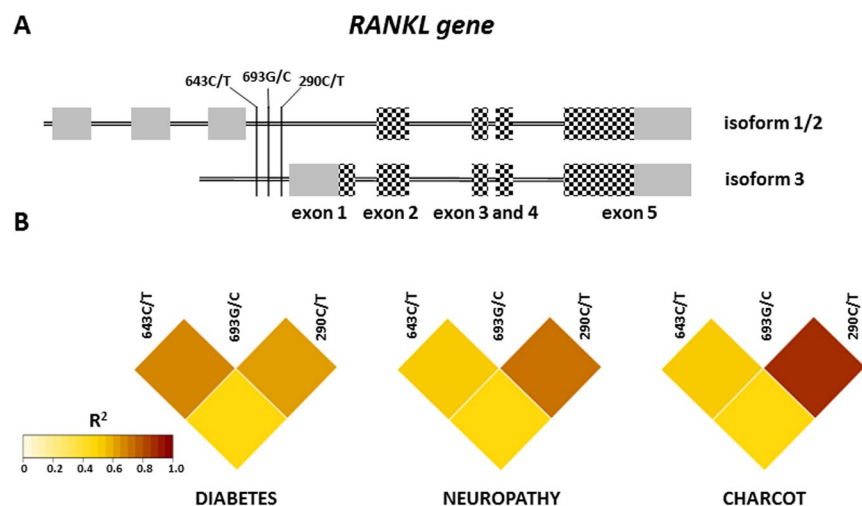 A
RANKL gene
643C/T
693G/C
290C/T
isoform 1/2
isoform 3
exon 1
exon 2
exon 3 and 4
exon 5
B
643C/T
693G/C
290C/T
643C/T
693G/C
290C/T
643C/T
693G/C
290C/T
R²
0 0.2 0.4 0.6 0.8 1.0
DIABETES
NEUROPATHY
CHARCOT